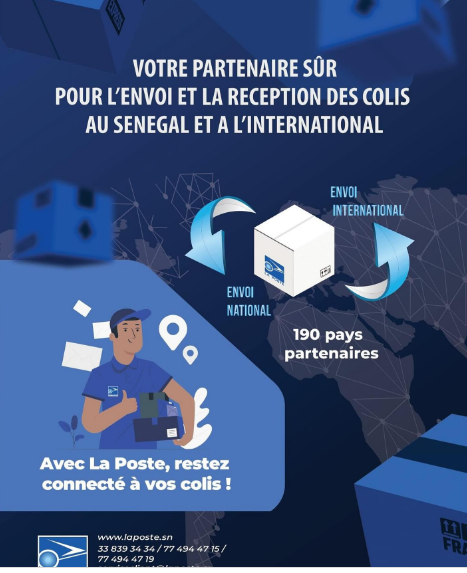 VOTRE PARTENAIRE SÛR
POUR L'ENVOI ET LA RECEPTION DES COLIS
AU SENEGAL ET A L'INTERNATIONAL
ENVOI
INTERNATIONAL
ENVOI
NATIONAL
190 pays
partenaires
Avec La Poste, restez
connecté à vos colis !
www.laposte.sn
33 839 34 34 / 77 494 47 15 /
77 494 47 19